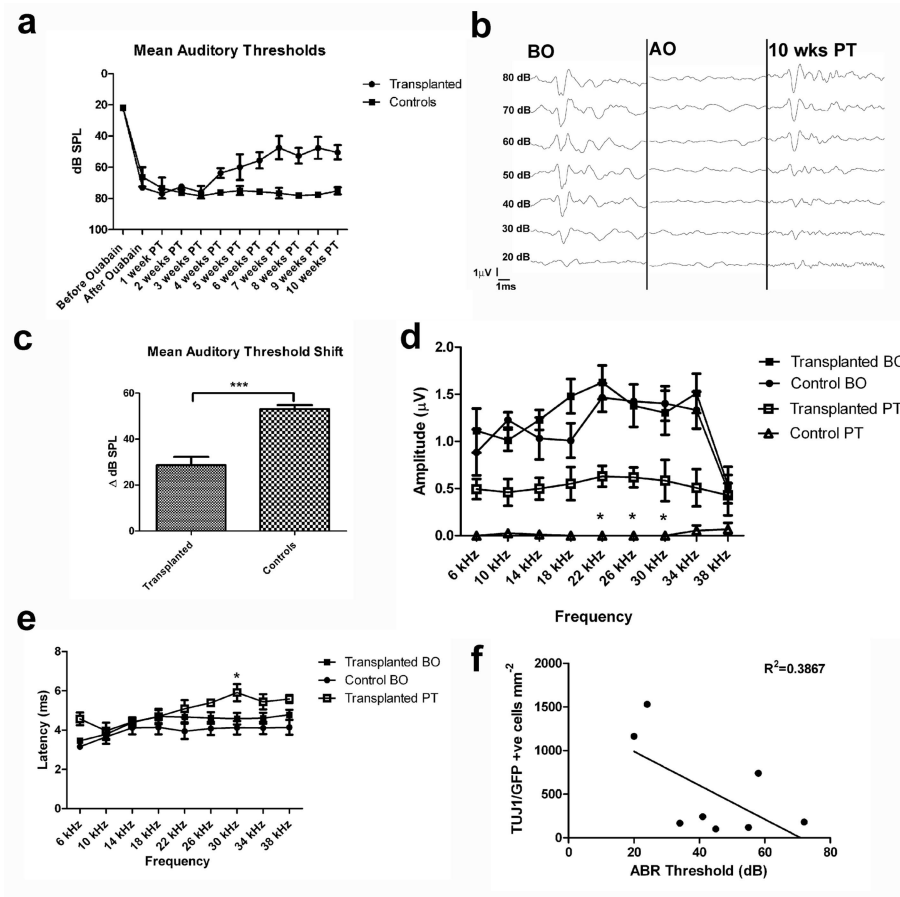 a
Mean Auditory Thresholds
0
20
40
60
80
100
dB SPL
Transplanted
Controls
Before Ouabain
After Ouabain
1 week PT
2 weeks PT
3 weeks PT
4 weeks PT
5 weeks PT
6 weeks PT
7 weeks PT
8 weeks PT
9 weeks PT
10 weeks PT
b
BO AO 10 wks PT
80 dB
70 dB
60 dB
50 dB
40 dB
30 dB
20 dB
1μV
1ms
c
Mean Auditory Threshold Shift
***
60
40
20
0
Δ dB SPL
Transplanted
Controls
d
2.0
1.5
1.0
0.5
0.0
Amplitude (μV)
* * *
Transplanted BO
Control BO
Transplanted PT
Control PT
6 kHz
10 kHz
14 kHz
18 kHz
22 kHz
26 kHz
30 kHz
34 kHz
38 kHz
Frequency
e
8
6
4
2
0
Latency (ms)
*
Transplanted BO
Control BO
Transplanted PT
6 kHz
10 kHz
14 kHz
18 kHz
22 kHz
26 kHz
30 kHz
34 kHz
38 kHz
Frequency
f
2000
1500
1000
500
0
TUJ1/GFP +ve cells mm⁻²
R²=0.3867
0 20 40 60 80
ABR Threshold (dB)